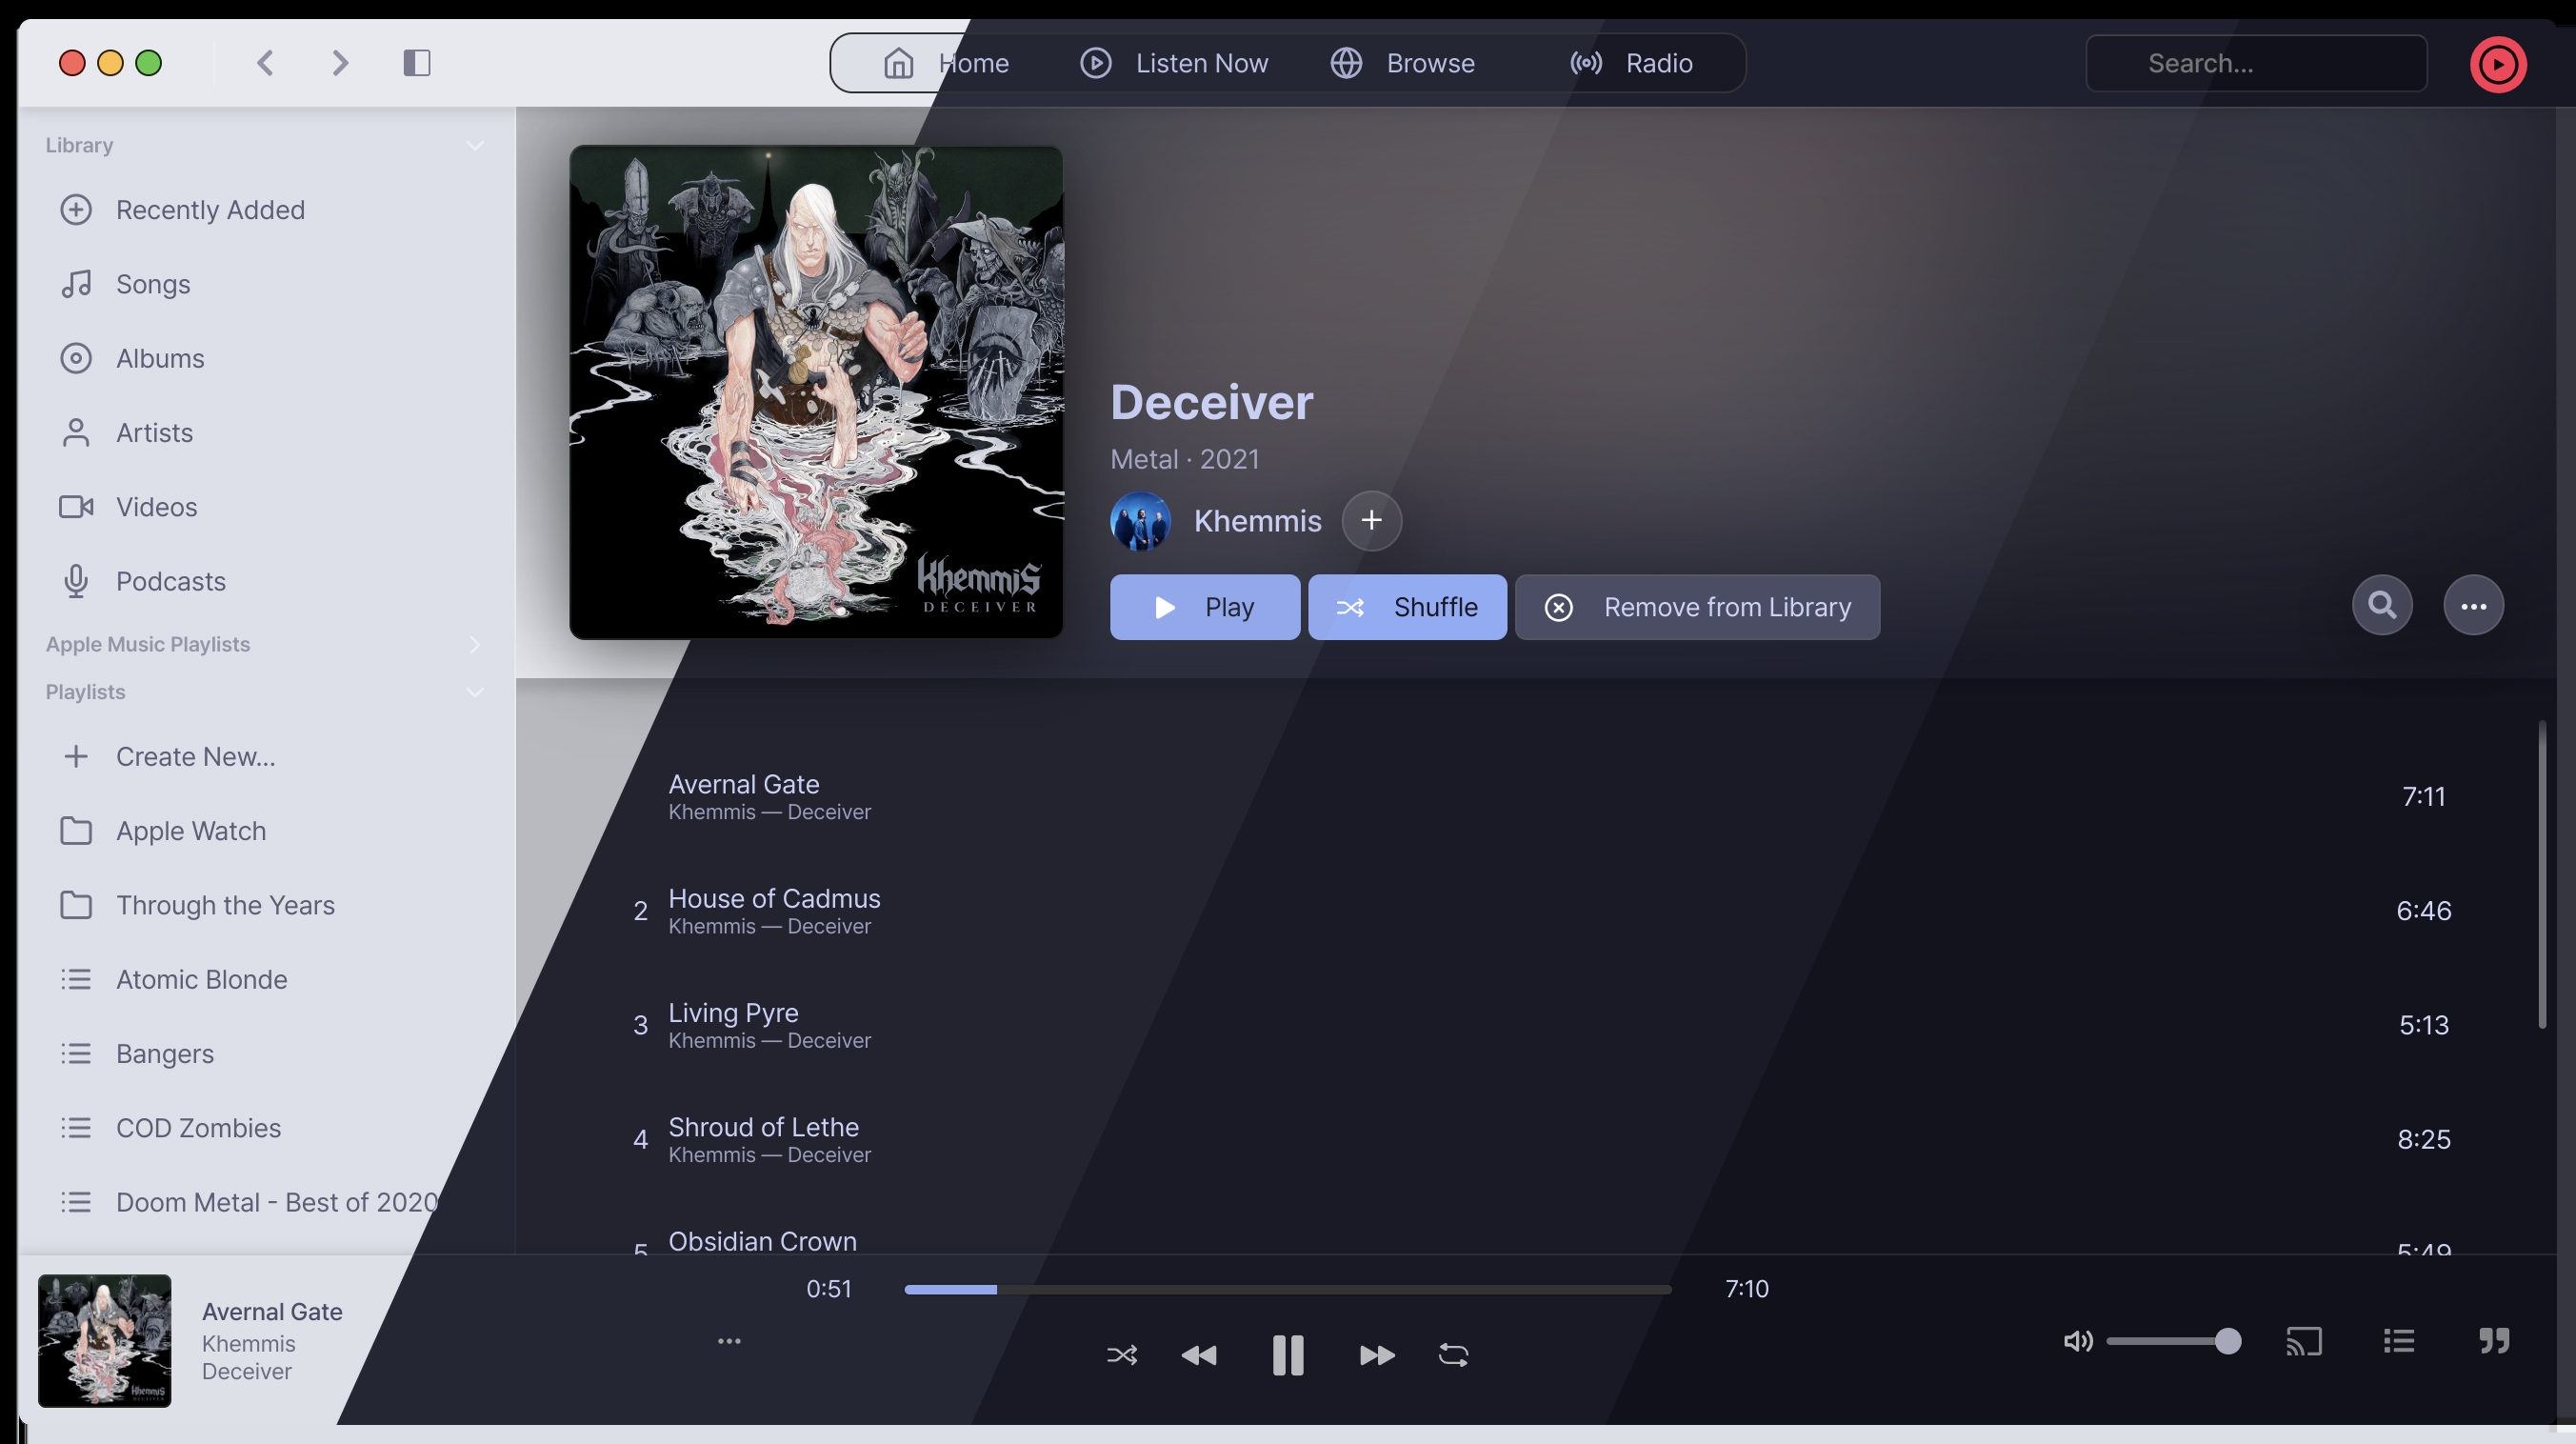 Home
Listen Now
Browse
Radio
Search...
Library
Recently Added
Songs
Albums
Artists
Videos
Podcasts
Apple Music Playlists
Playlists
Create New...
Apple Watch
Through the Years
Atomic Blonde
Bangers
COD Zombies
Doom Metal - Best of 2020
Khemmis
DECEIVER
Deceiver
Metal · 2021
Khemmis
Play
Shuffle
Remove from Library
Avernal Gate
Khemmis — Deceiver
7:11
2
House of Cadmus
Khemmis — Deceiver
6:46
3
Living Pyre
Khemmis — Deceiver
5:13
4
Shroud of Lethe
Khemmis — Deceiver
8:25
5
Obsidian Crown
5:49
Avernal Gate
Khemmis
Deceiver
Khemmis
0:51
7:10